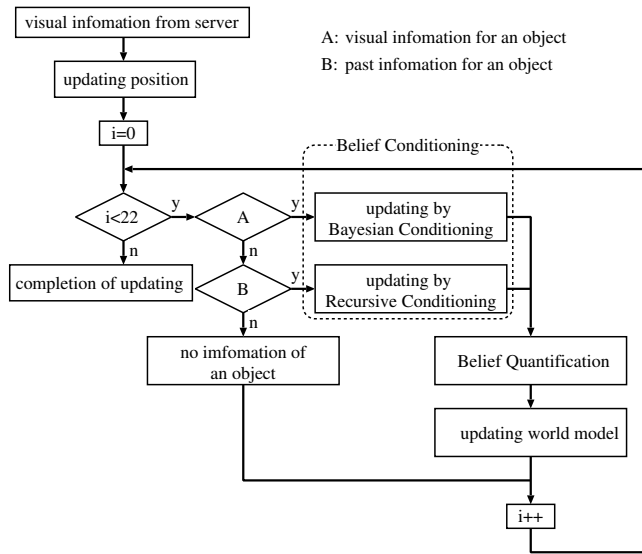 visual infomation from server
A: visual infomation for an object
B: past infomation for an object
updating position
i=0
Belief Conditioning
i<22
y
A
y
updating by
Bayesian Conditioning
n
n
completion of updating
B
y
updating by
Recursive Conditioning
n
no imfomation of
an object
Belief Quantification
updating world model
i++